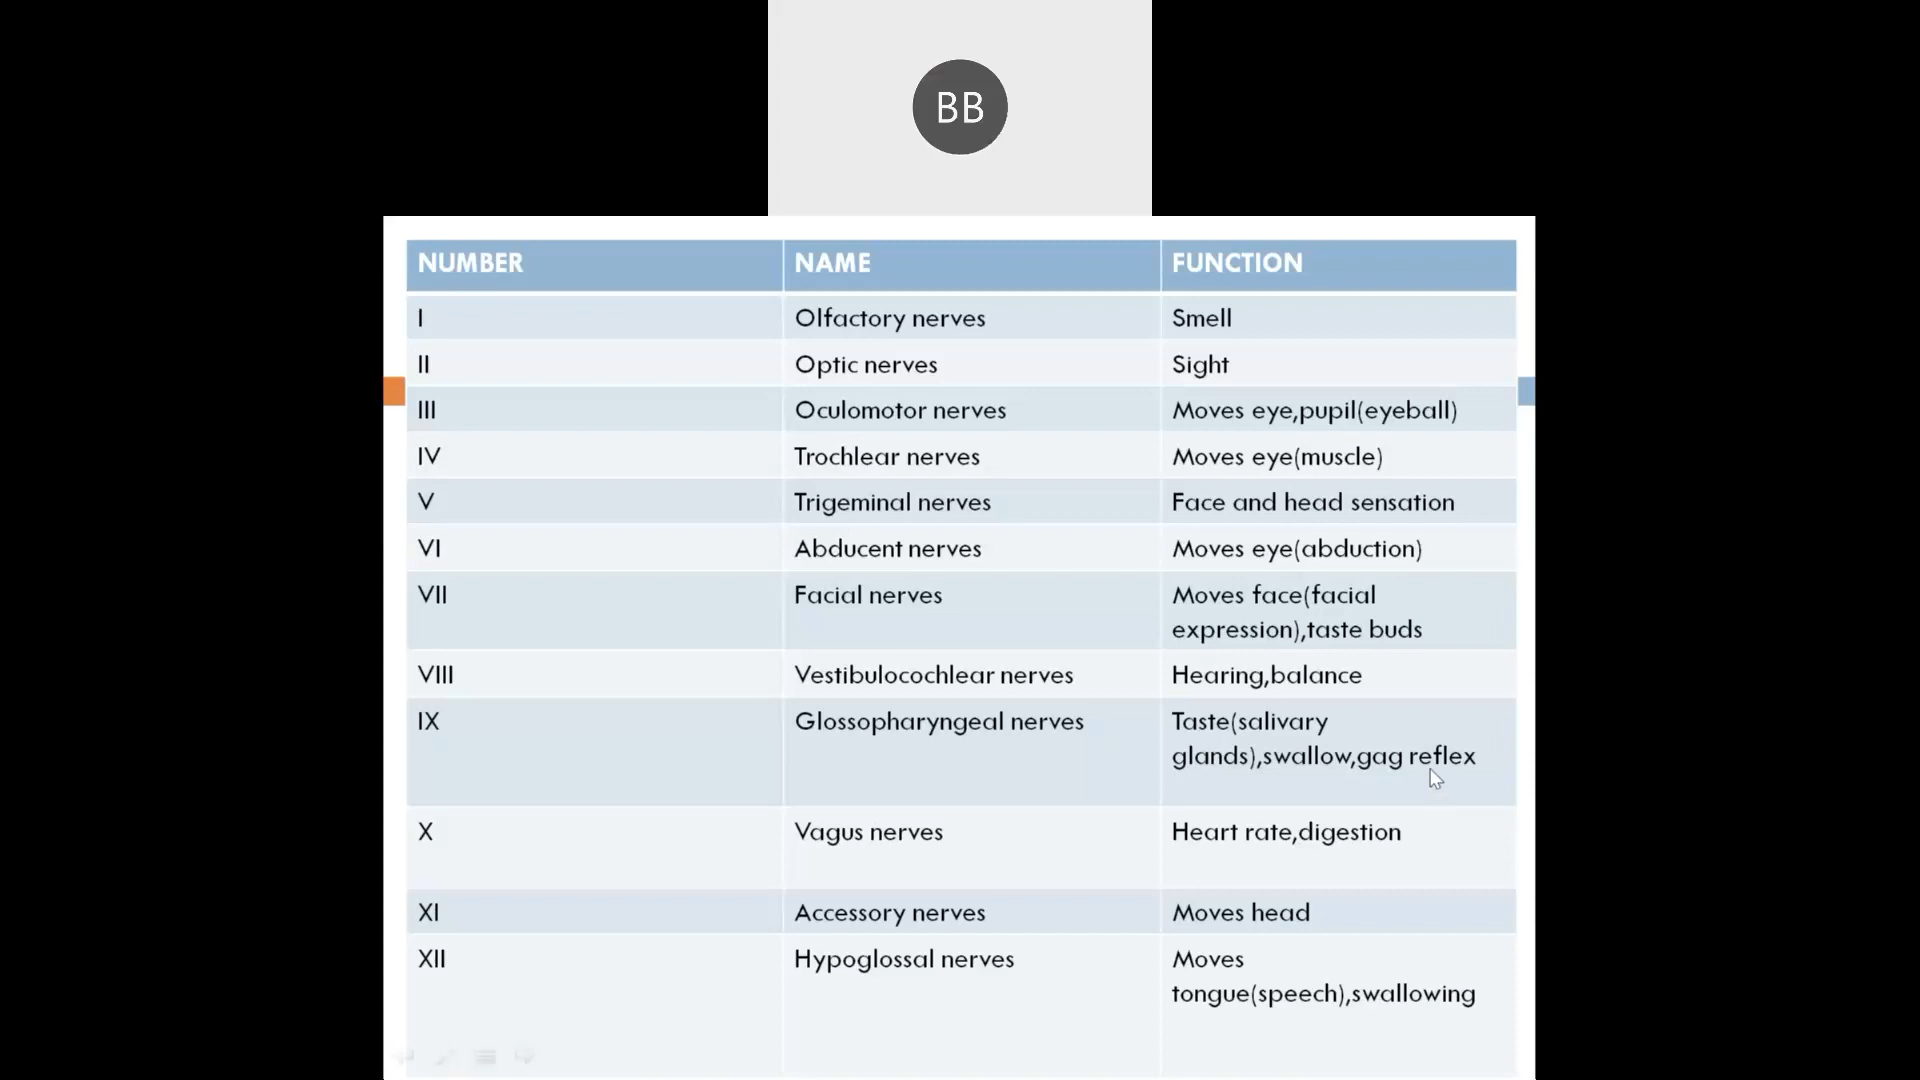 BB
NUMBER NAME FUNCTION
I Olfactory nerves Smell
II Optic nerves Sight
III Oculomotor nerves Moves eye,pupil(eyeball)
IV Trochlear nerves Moves eye(muscle)
V Trigeminal nerves Face and head sensation
VI Abducent nerves Moves eye(abduction)
VII Facial nerves Moves face(facial
expression),taste buds
VIII Vestibulocochlear nerves Hearing,balance
IX Glossopharyngeal nerves Taste(salivary
glands),swallow,gag reflex
X Vagus nerves Heart rate,digestion
XI Accessory nerves Moves head
XII Hypoglossal nerves Moves
tongue(speech),swallowing